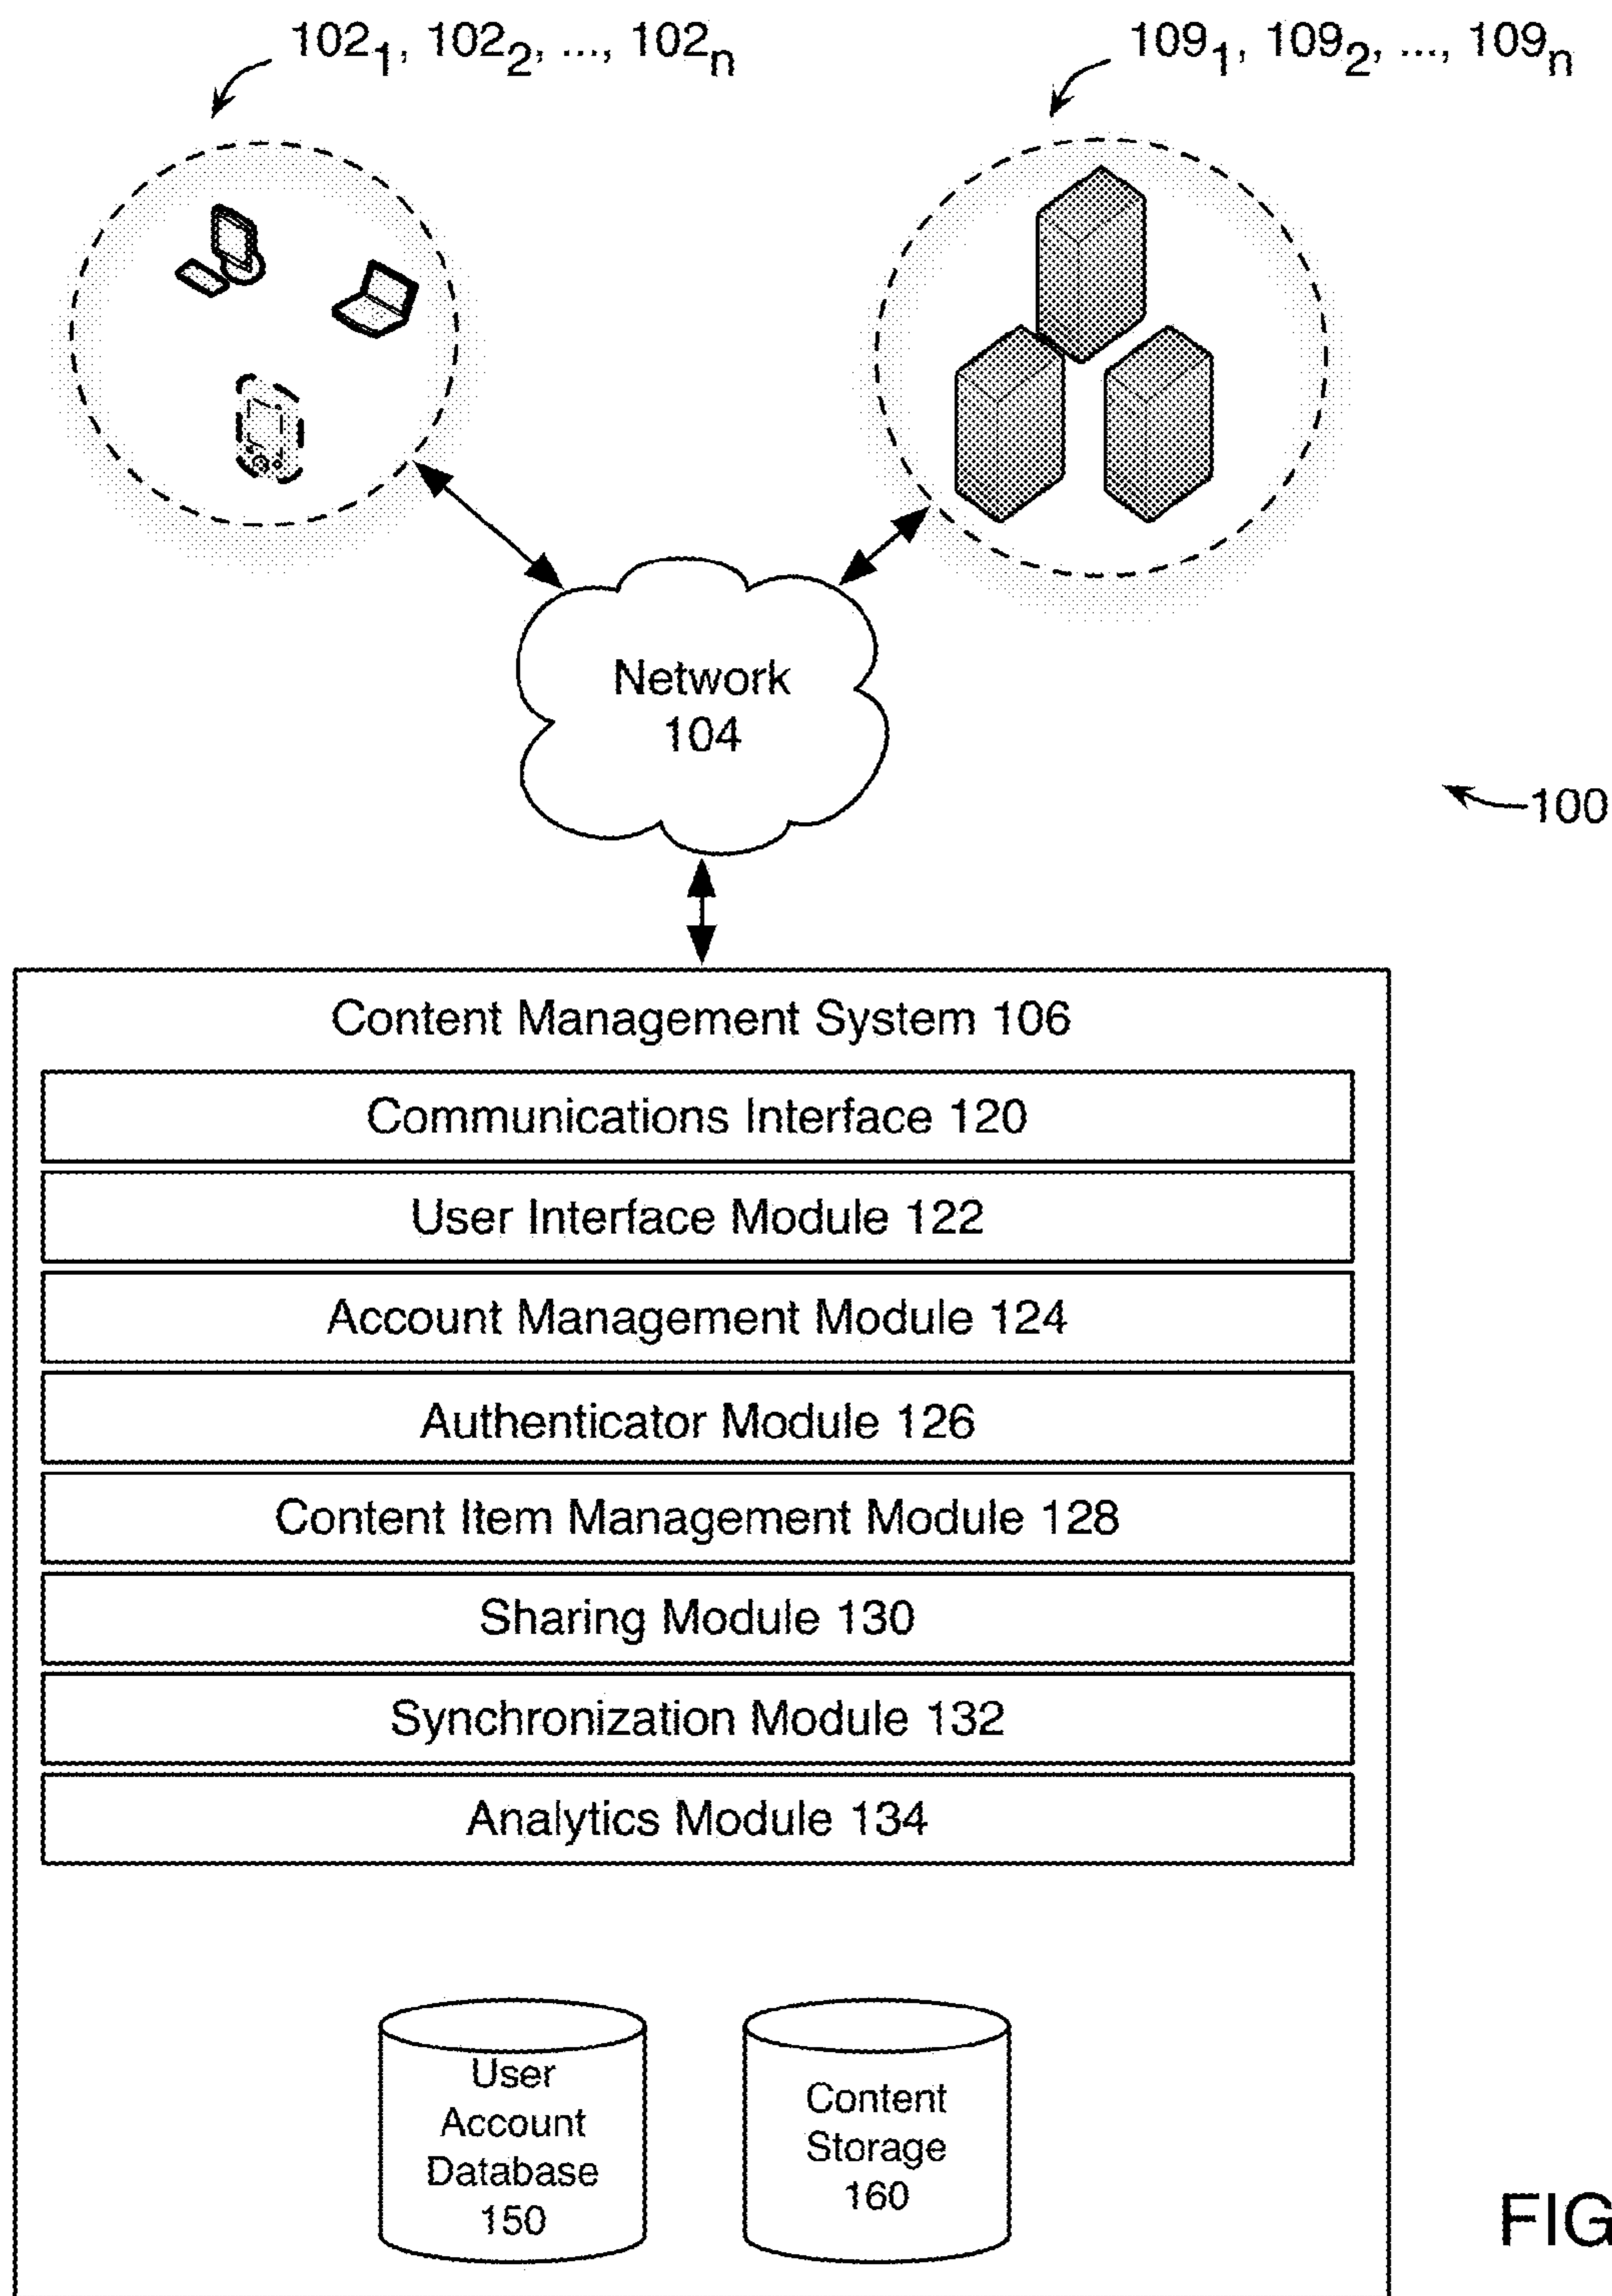 102₁, 102₂, ..., 102ₙ
109₁, 109₂, ..., 109ₙ
Network
104
100
Content Management System 106
Communications Interface 120
User Interface Module 122
Account Management Module 124
Authenticator Module 126
Content Item Management Module 128
Sharing Module 130
Synchronization Module 132
Analytics Module 134
User
Account
Database
150
Content
Storage
160
FIG